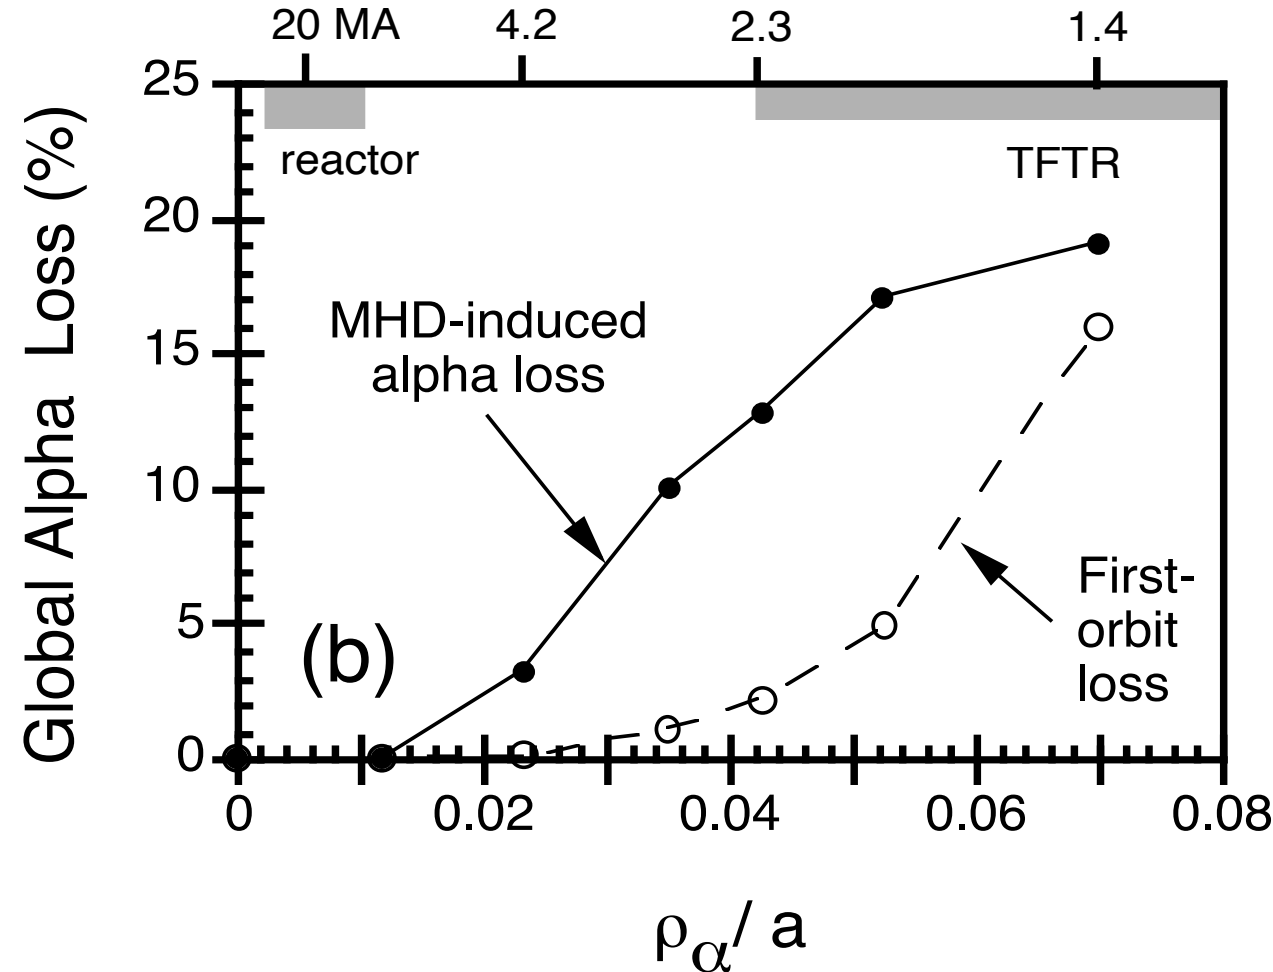 20 MA 4.2 2.3 1.4
25
reactor
TFTR
20
MHD-induced
alpha loss
15
10
First-
orbit
loss
5
(b)
0
0 0.02 0.04 0.06 0.08
Global Alpha Loss (%)
ρα/ a